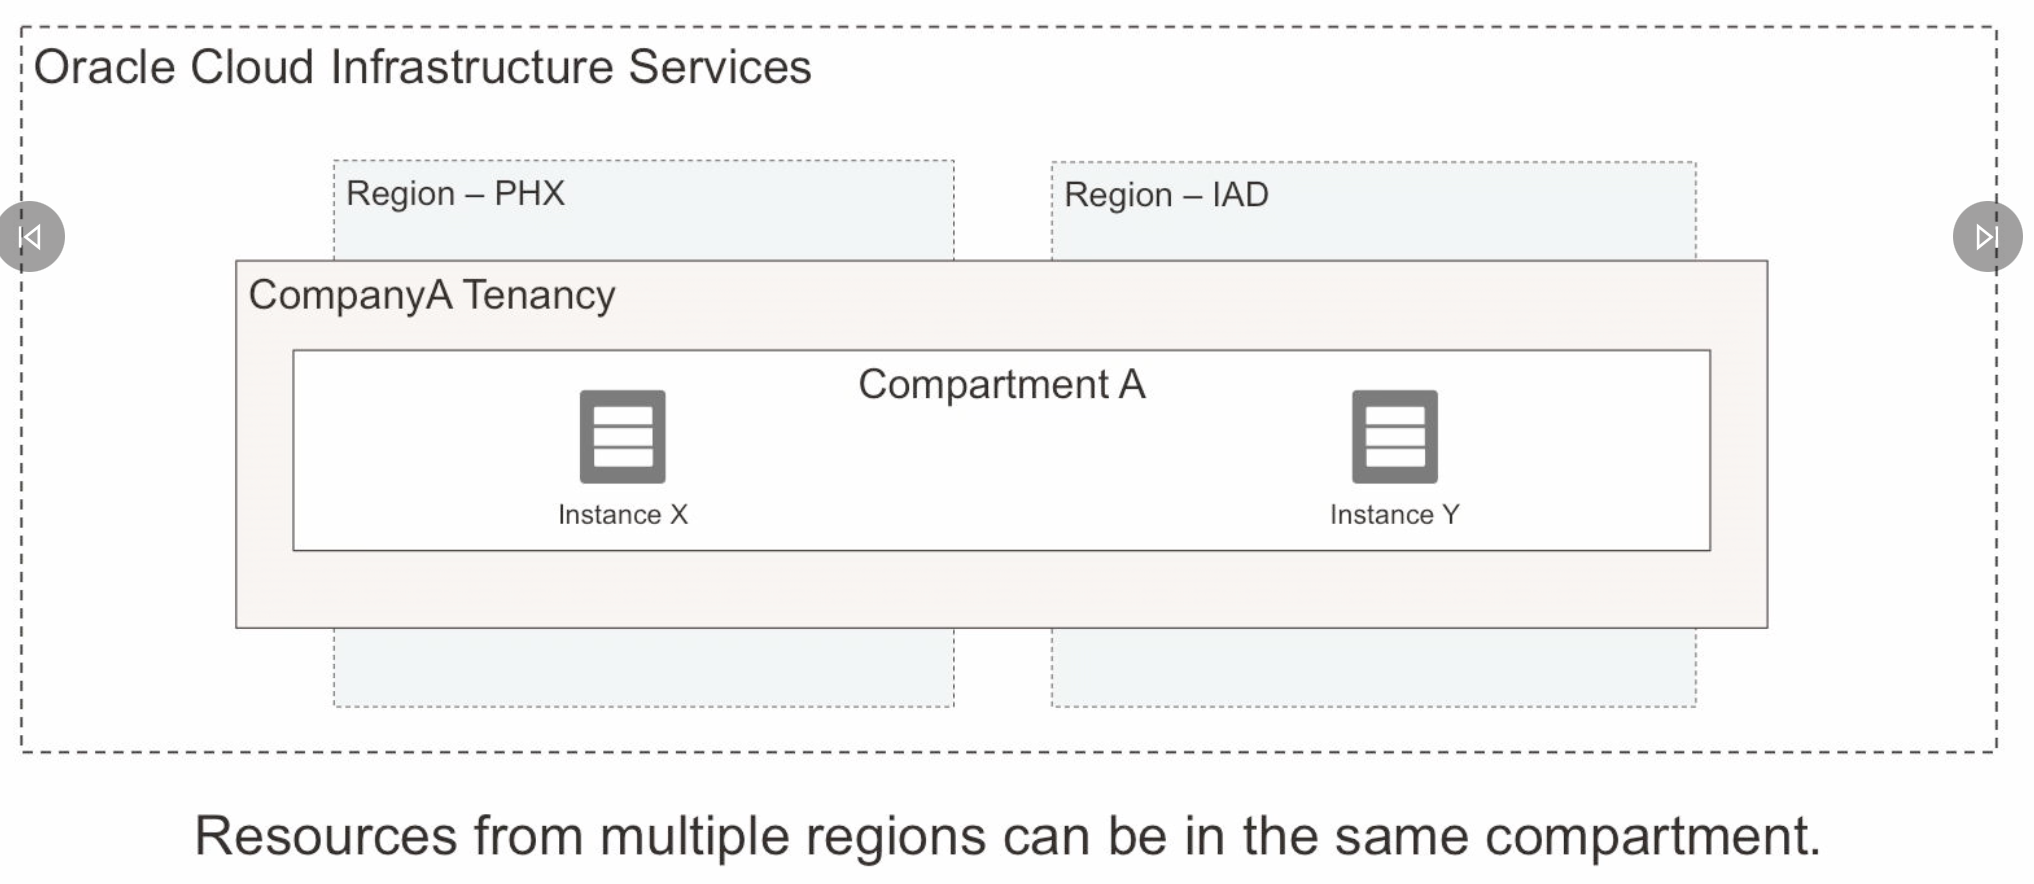 Oracle Cloud Infrastructure Services
Region – PHX
Region – IAD
CompanyA Tenancy
Compartment A
Instance X
Instance Y
Resources from multiple regions can be in the same compartment.